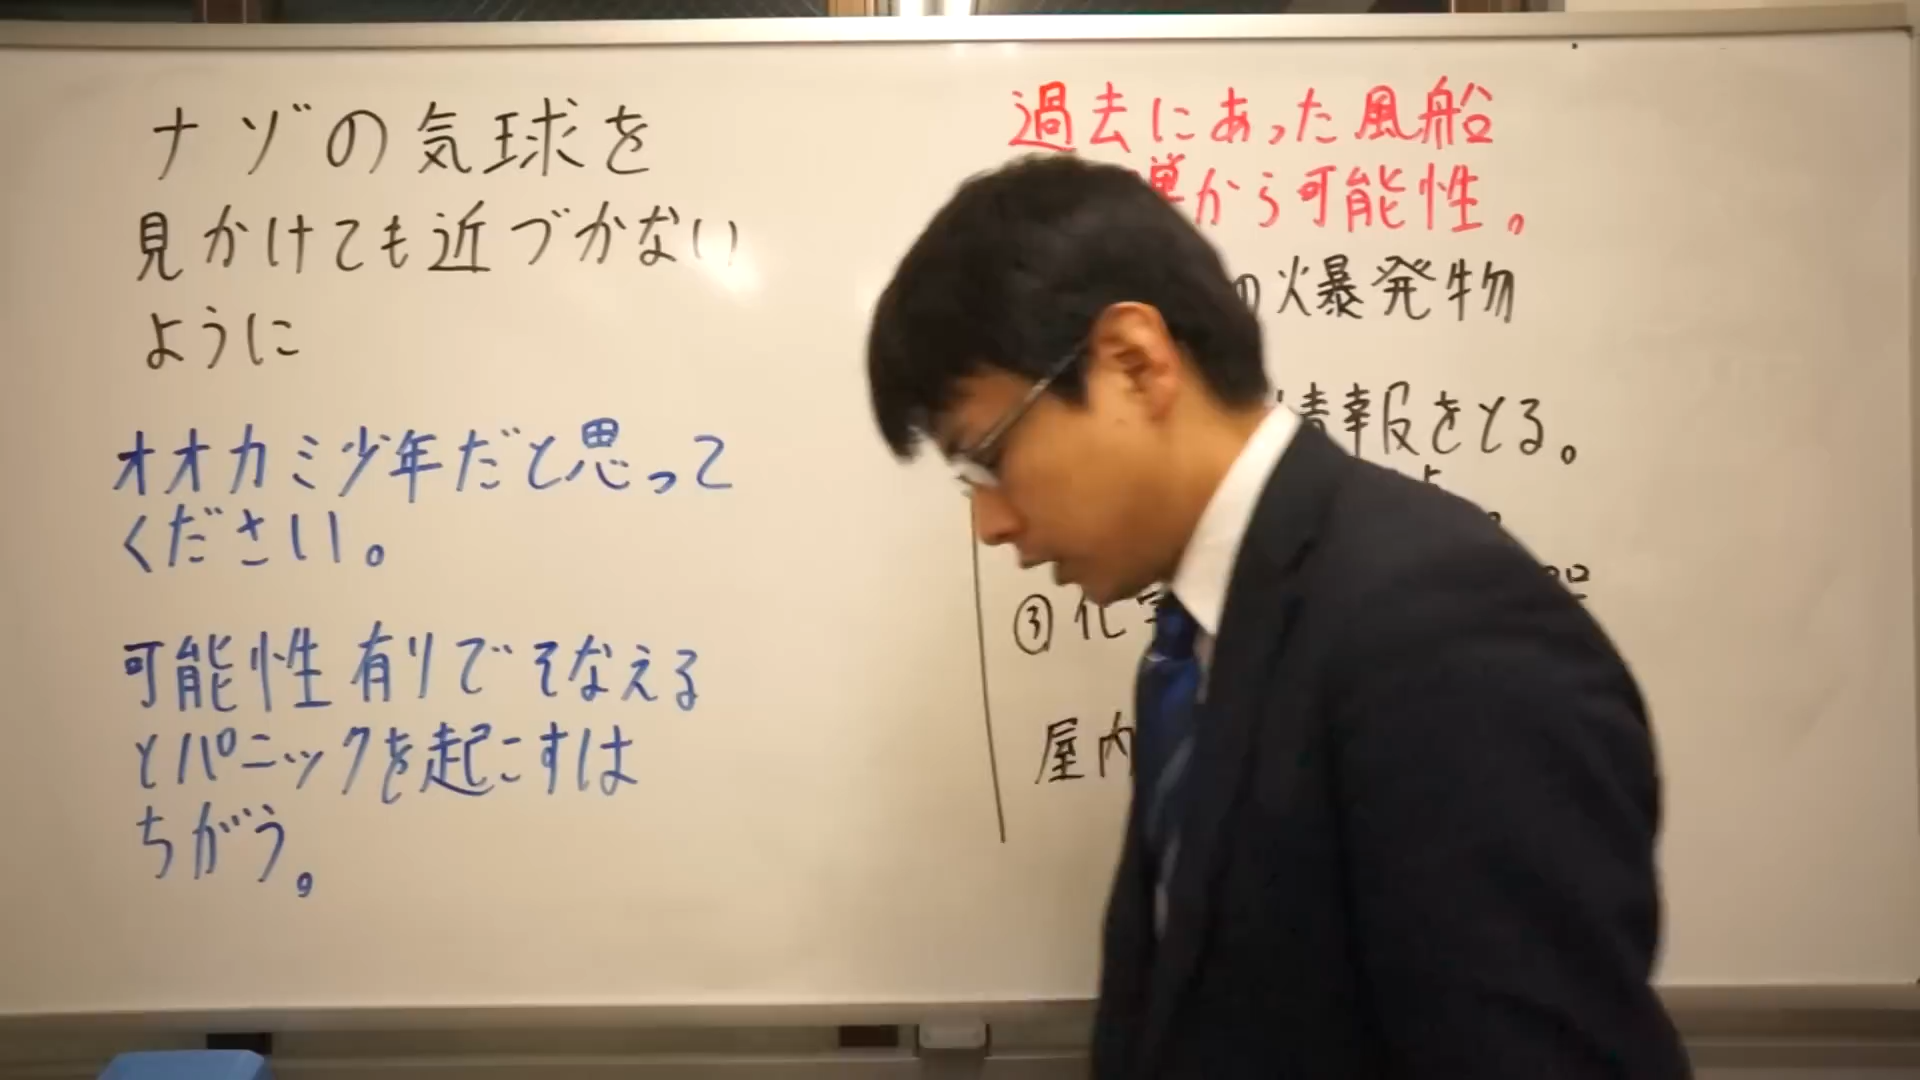 ナゾの気球を
見かけても近づかない
ように
オオカミ少年だと思って
ください。
可能性有りでそなえる
とパニックを起こすは
ちがう。
過去にあった風船
から可能性。
の爆発物
情報をとる。
③化学
屋内